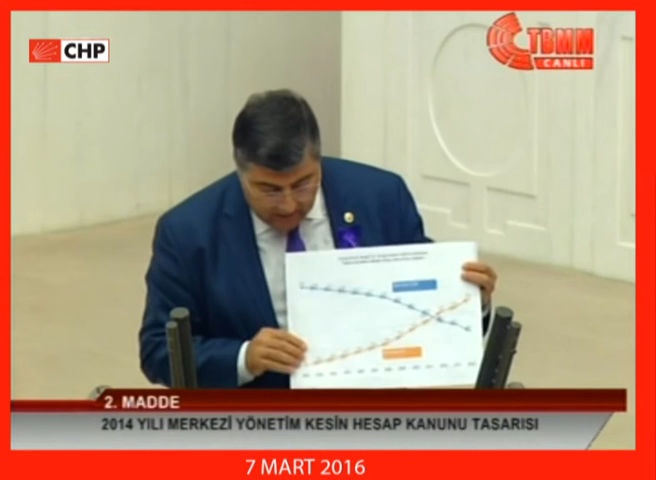 CHP
TBMM
CANLI
2. MADDE
2014 YILI MERKEZİ YÖNETİM KESİN HESAP KANUNU TASARISI
7 MART 2016